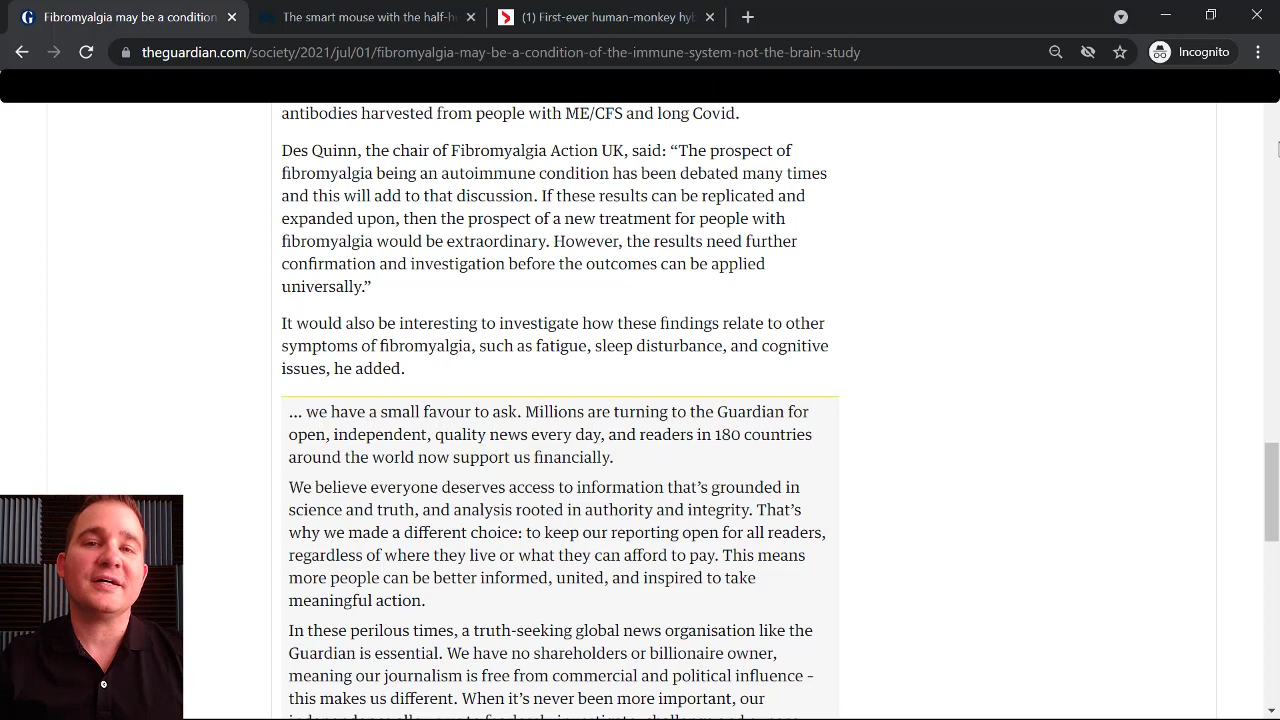 Fibromyalgia may be a condition
The smart mouse with the half-h
(1) First-ever human-monkey hyb
theguardian.com/society/2021/jul/01/fibromyalgia-may-be-a-condition-of-the-immune-system-not-the-brain-study
Incognito
antibodies harvested from people with ME/CFS and long Covid.
Des Quinn, the chair of Fibromyalgia Action UK, said: “The prospect of
fibromyalgia being an autoimmune condition has been debated many times
and this will add to that discussion. If these results can be replicated and
expanded upon, then the prospect of a new treatment for people with
fibromyalgia would be extraordinary. However, the results need further
confirmation and investigation before the outcomes can be applied
universally.”
It would also be interesting to investigate how these findings relate to other
symptoms of fibromyalgia, such as fatigue, sleep disturbance, and cognitive
issues, he added.
... we have a small favour to ask. Millions are turning to the Guardian for
open, independent, quality news every day, and readers in 180 countries
around the world now support us financially.
We believe everyone deserves access to information that’s grounded in
science and truth, and analysis rooted in authority and integrity. That’s
why we made a different choice: to keep our reporting open for all readers,
regardless of where they live or what they can afford to pay. This means
more people can be better informed, united, and inspired to take
meaningful action.
In these perilous times, a truth-seeking global news organisation like the
Guardian is essential. We have no shareholders or billionaire owner,
meaning our journalism is free from commercial and political influence –
this makes us different. When it’s never been more important, our